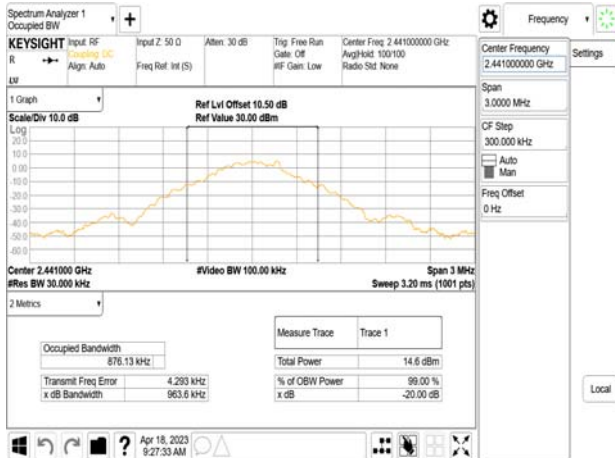 Spectrum Analyzer 1
Occupied BW
+
Frequency
KEYSIGHT
R
LVI
Input: RF
Coupling: DC
Align: Auto
Input Z: 50 Ω
Freq Ref: Int (S)
Atten: 30 dB
Trig: Free Run
Gate: Off
#IF Gain: Low
Center Freq: 2.441000000 GHz
Avg|Hold: 100/100
Radio Std: None
Center Frequency
2.441000000 GHz
Settings
Span
3.0000 MHz
CF Step
300.000 kHz
Auto
Man
Freq Offset
0 Hz
Local
1 Graph
Scale/Div 10.0 dB
Ref Lvl Offset 10.50 dB
Ref Value 30.00 dBm
Log
20.0
10.0
0.00
-10.0
-20.0
-30.0
-40.0
-50.0
-60.0
Center 2.441000 GHz
#Res BW 30.000 kHz
#Video BW 100.00 kHz
Span 3 MHz
Sweep 3.20 ms (1001 pts)
2 Metrics
Measure Trace
Trace 1
Occupied Bandwidth
876.13 kHz
Total Power
14.6 dBm
Transmit Freq Error
4.293 kHz
% of OBW Power
99.00 %
x dB Bandwidth
963.6 kHz
x dB
-20.00 dB
?
Apr 18, 2023
9:27:33 AM